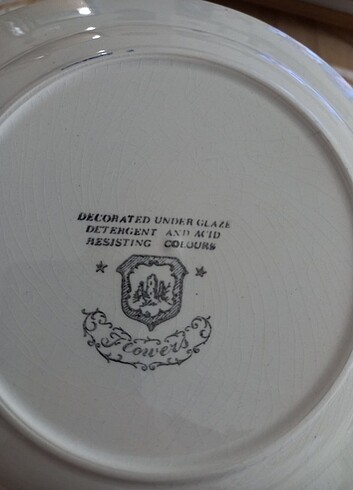 DECORATED UNDER GLAZE
DETERGENT AND ACID
RESISTING COLOURS
Flowers